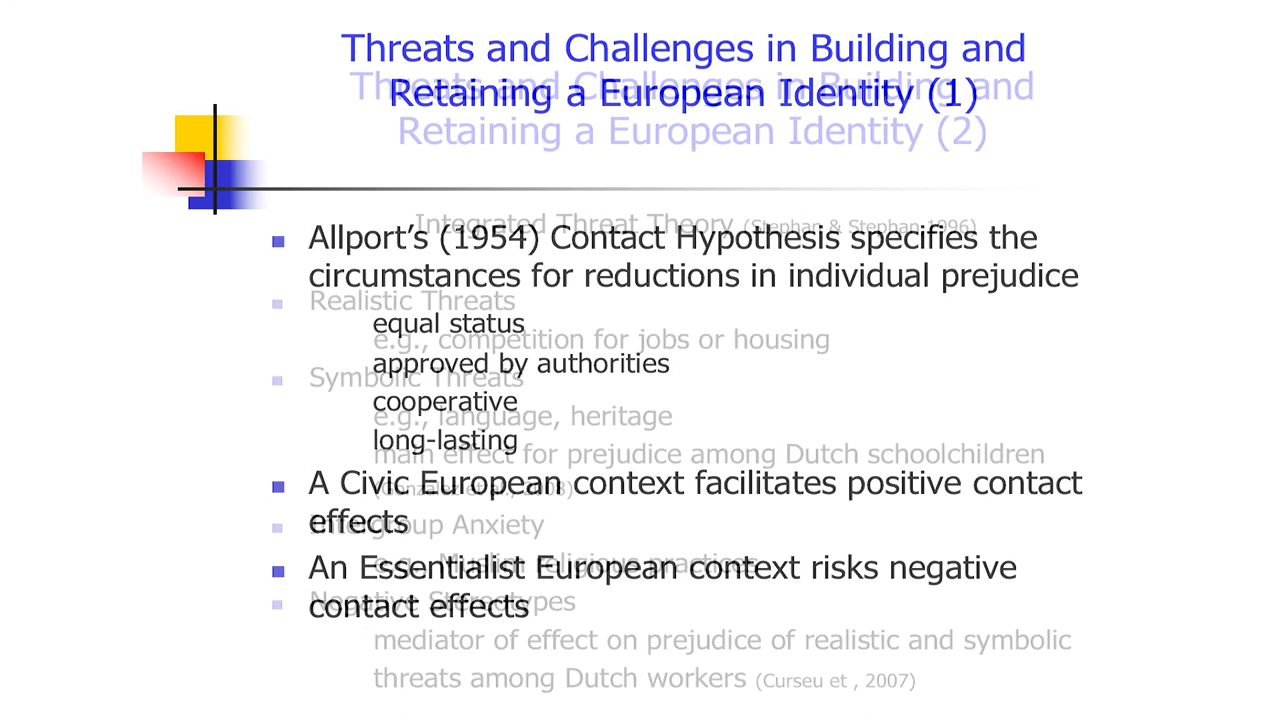 Threats and Challenges in Building and
Retaining a European Identity (1)
Allport’s (1954) Contact Hypothesis specifies the
circumstances for reductions in individual prejudice
equal status
approved by authorities
cooperative
long-lasting
A Civic European context facilitates positive contact
effects
An Essentialist European context risks negative
contact effects
Threats and Challenges in Building and
Retaining a European Identity (2)
Integrated Threat Theory (Stephan & Stephan 1996)
Realistic Threats
e.g., competition for jobs or housing
Symbolic Threats
e.g., language, heritage
main effect for prejudice among Dutch schoolchildren
Intergroup Anxiety
e.g., Muslim religious practices
Negative Stereotypes
mediator of effect on prejudice of realistic and symbolic
threats among Dutch workers (Curseu et , 2007)